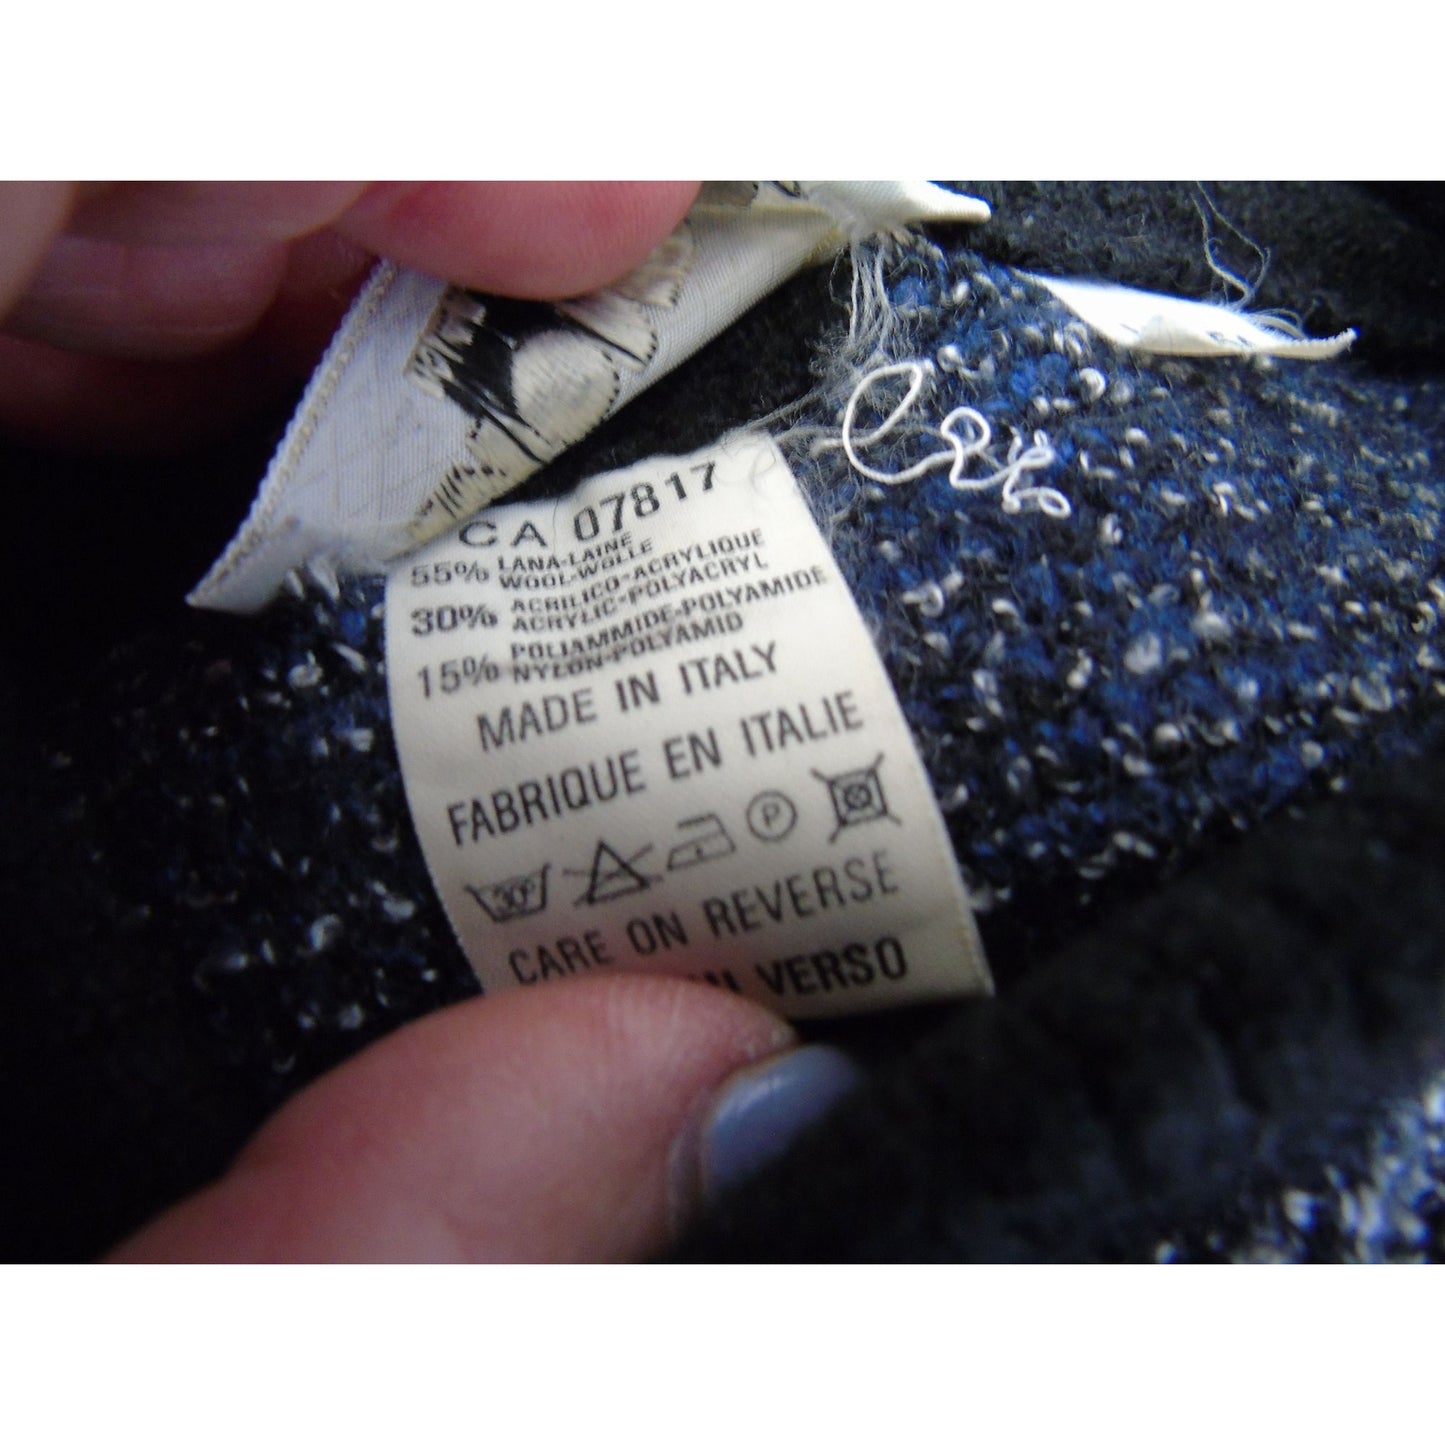 CA 07817
55% LANA-LAINE
WOOL-WOLLE
30% ACRILICO-ACRYLIQUE
ACRYLIC-POLYACRYL
15% POLIAMMIDE-POLYAMIDE
NYLON-POLYAMID
MADE IN ITALY
FABRIQUE EN ITALIE
30° P
CARE ON REVERSE
VERSO